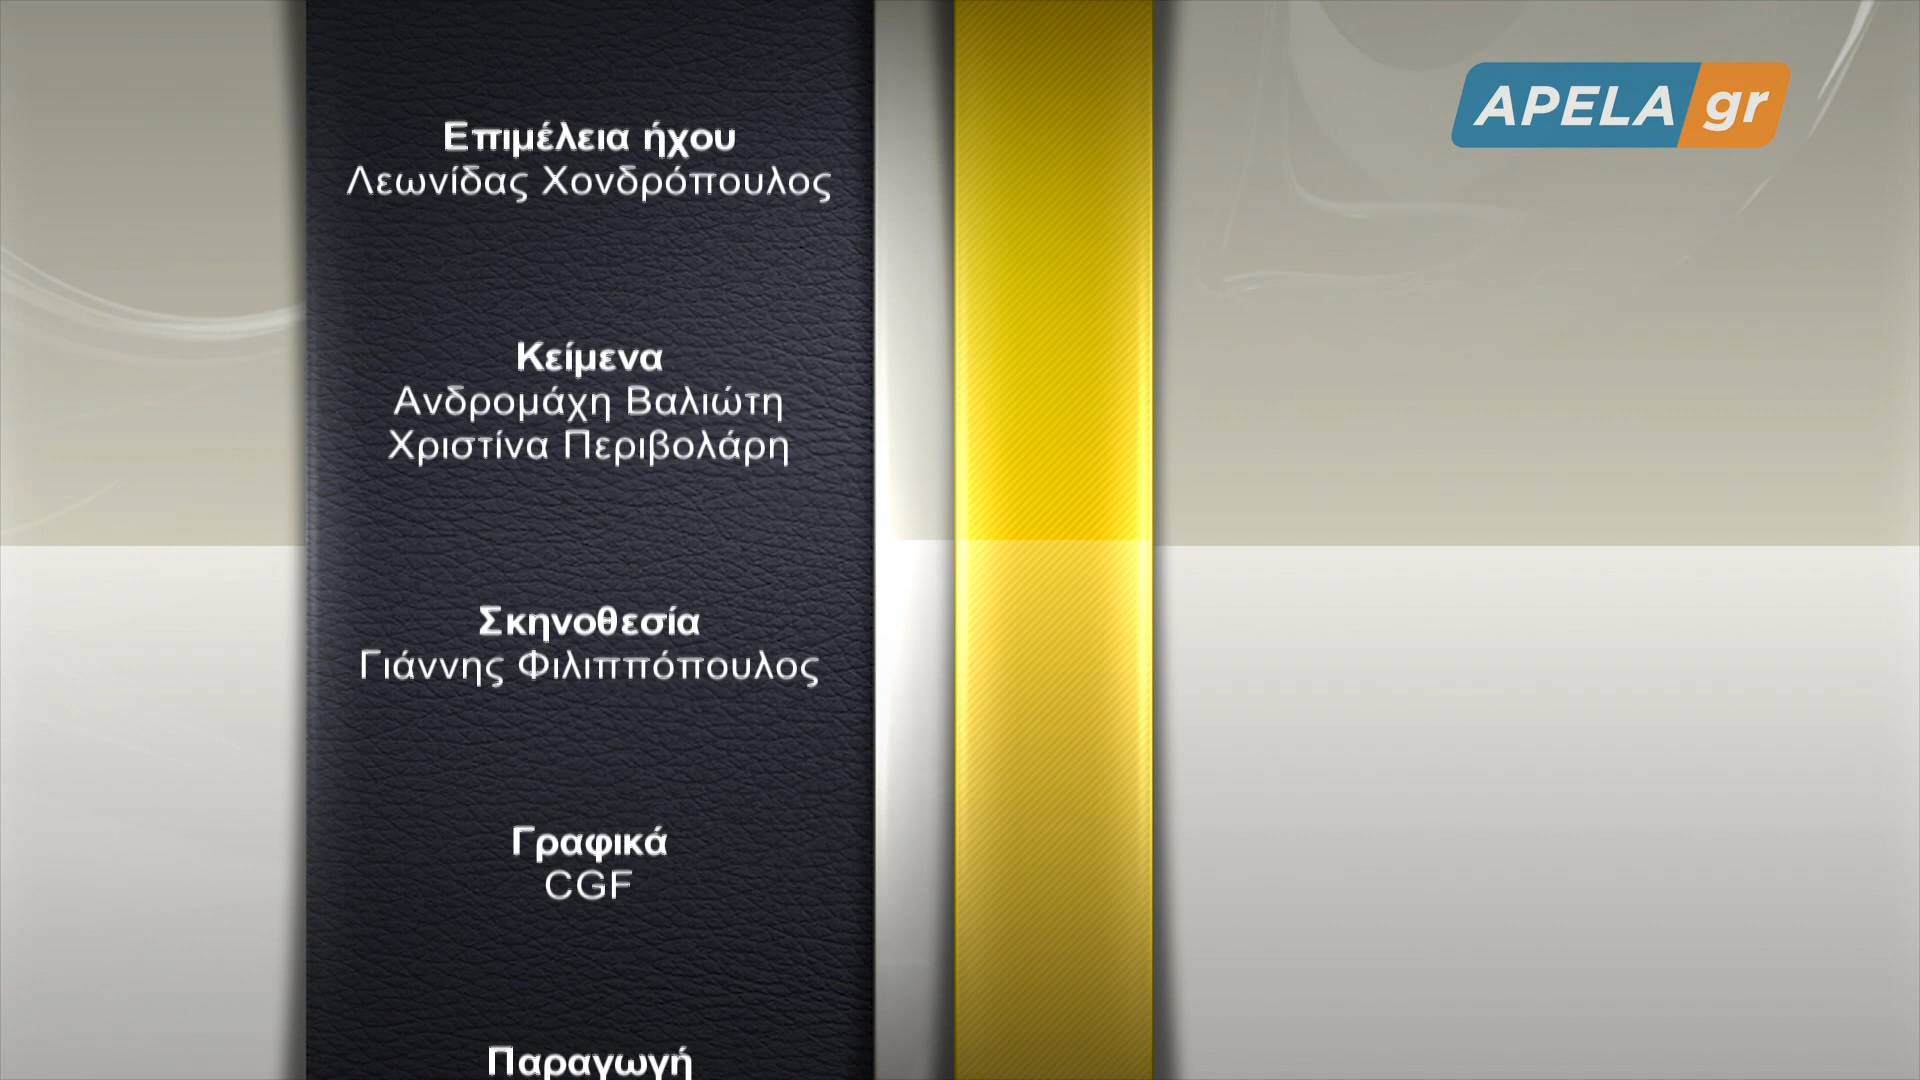 APELA gr
Επιμέλεια ήχου
Λεωνίδας Χονδρόπουλος
Κείμενα
Ανδρομάχη Βαλιώτη
Χριστίνα Περιβολάρη
Σκηνοθεσία
Γιάννης Φιλιππόπουλος
Γραφικά
CGF
Παραγωγή